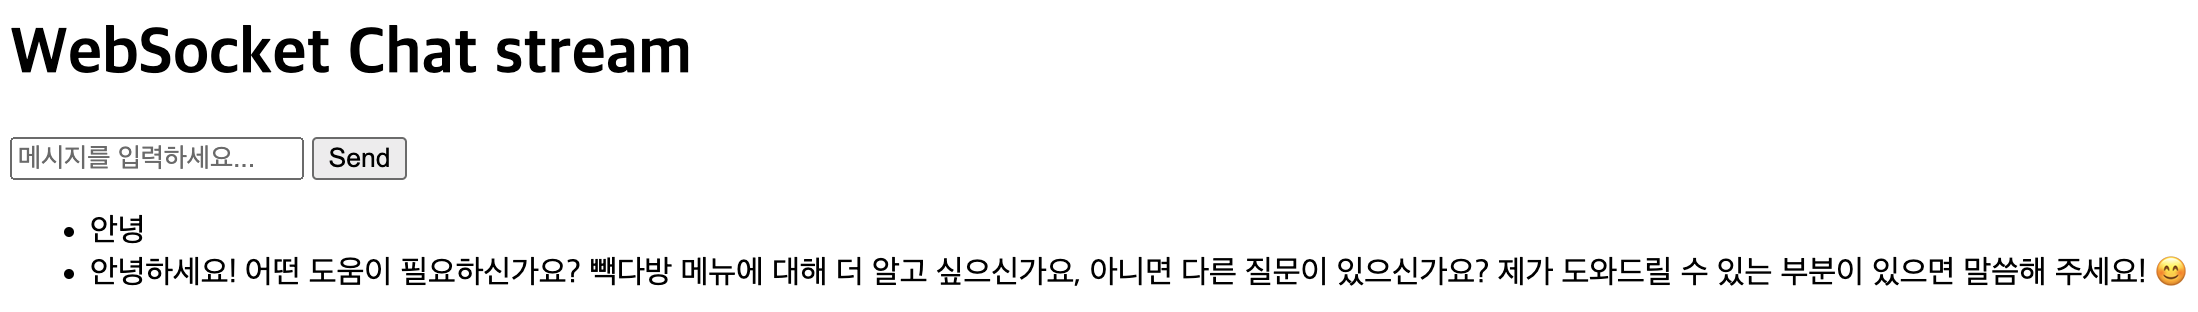 WebSocket Chat stream
메시지를 입력하세요... Send
• 안녕
• 안녕하세요! 어떤 도움이 필요하신가요? 빽다방 메뉴에 대해 더 알고 싶으신가요, 아니면 다른 질문이 있으신가요? 제가 도와드릴 수 있는 부분이 있으면 말씀해 주세요! 😊